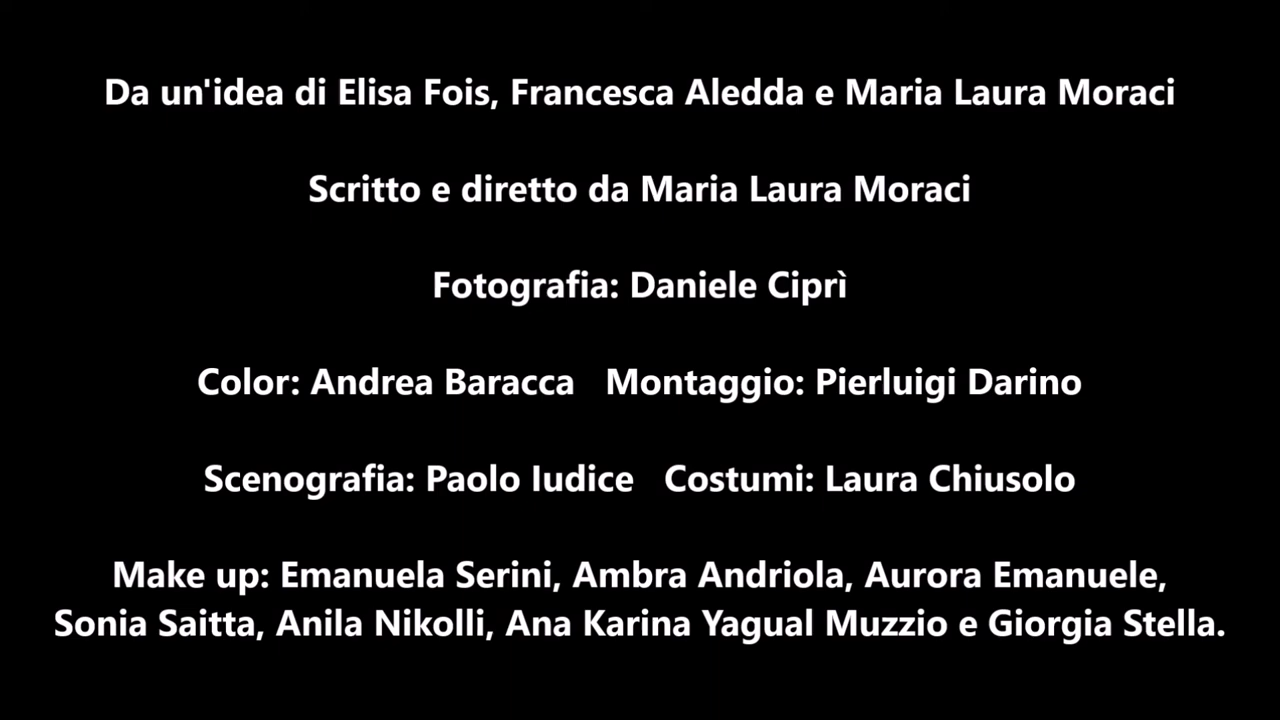 Da un'idea di Elisa Fois, Francesca Aledda e Maria Laura Moraci
Scritto e diretto da Maria Laura Moraci
Fotografia: Daniele Ciprì
Color: Andrea Baracca   Montaggio: Pierluigi Darino
Scenografia: Paolo Iudice   Costumi: Laura Chiusolo
Make up: Emanuela Serini, Ambra Andriola, Aurora Emanuele,
Sonia Saitta, Anila Nikolli, Ana Karina Yagual Muzzio e Giorgia Stella.